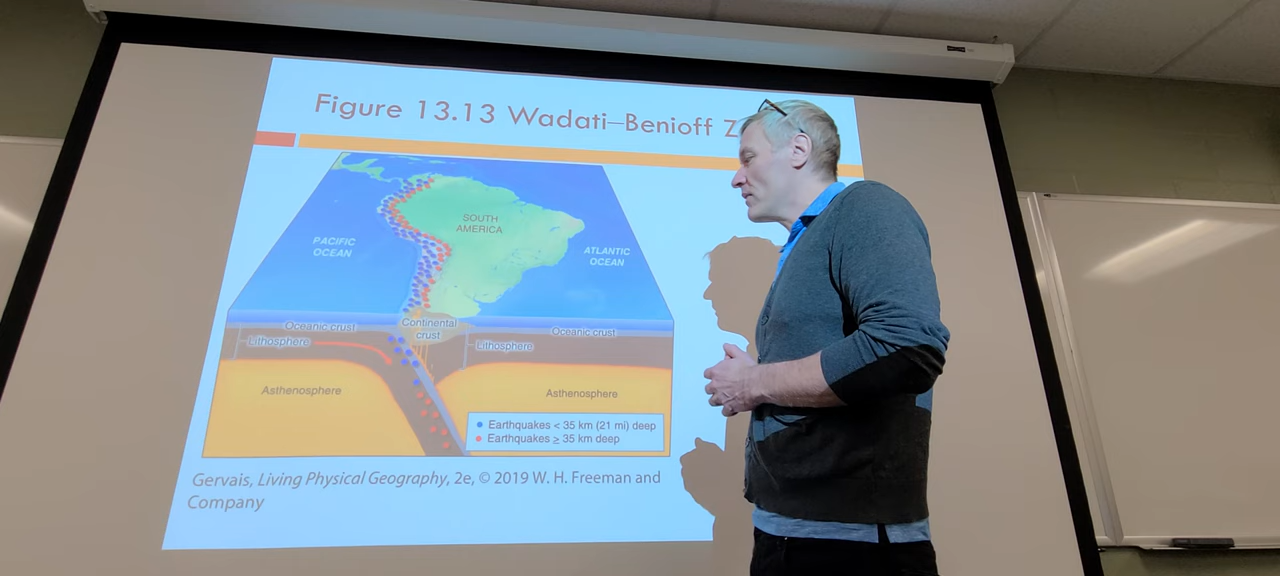 Figure 13.13 Wadati–Benioff Z
SOUTH
AMERICA
PACIFIC
OCEAN
ATLANTIC
OCEAN
Oceanic crust
Continental
crust
Oceanic crust
Lithosphere
Lithosphere
Asthenosphere
Asthenosphere
Earthquakes < 35 km (21 mi) deep
Earthquakes ≥ 35 km deep
Gervais, Living Physical Geography, 2e, © 2019 W. H. Freeman and
Company